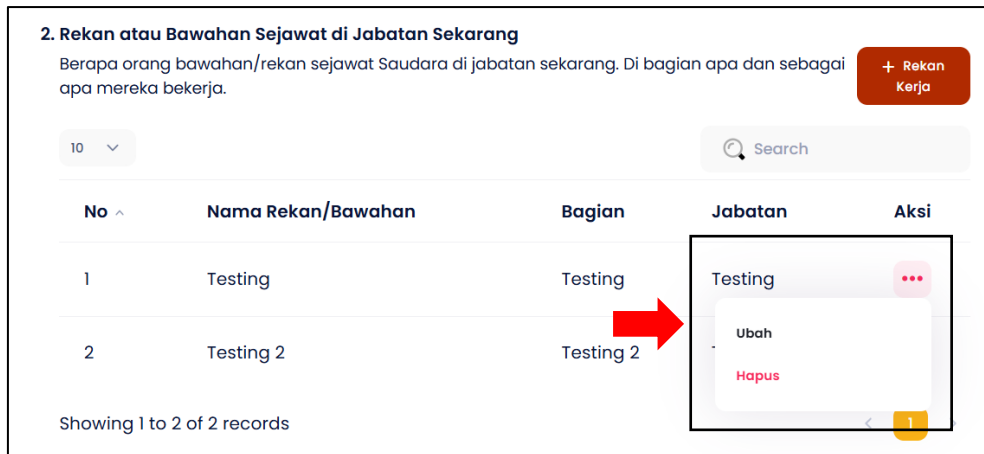 2. Rekan atau Bawahan Sejawat di Jabatan Sekarang
Berapa orang bawahan/rekan sejawat Saudara di jabatan sekarang. Di bagian apa dan sebagai
apa mereka bekerja.
+ Rekan
Kerja
10
Search
No Nama Rekan/Bawahan Bagian Jabatan Aksi
1 Testing Testing Testing
Ubah
2 Testing 2 Testing 2
Hapus
Showing 1 to 2 of 2 records
1